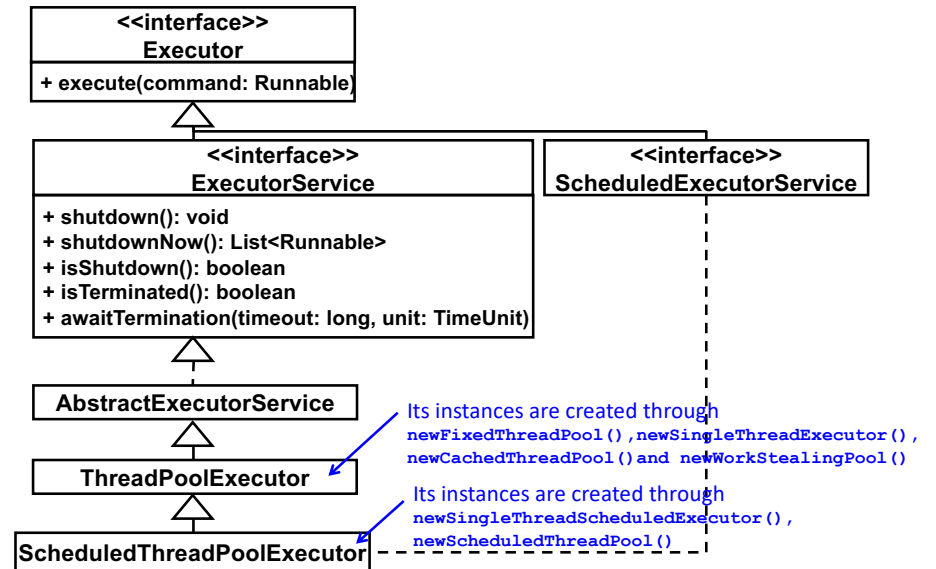 <<interface>>
Executor
+ execute(command: Runnable)
<<interface>>
ExecutorService
+ shutdown(): void
+ shutdownNow(): List<Runnable>
+ isShutdown(): boolean
+ isTerminated(): boolean
+ awaitTermination(timeout: long, unit: TimeUnit)
<<interface>>
ScheduledExecutorService
AbstractExecutorService
Its instances are created through
newFixedThreadPool(),newSingleThreadExecutor(),
newCachedThreadPool()and newWorkStealingPool()
ThreadPoolExecutor
Its instances are created through
newSingleThreadScheduledExecutor(),
newScheduledThreadPool()
ScheduledThreadPoolExecutor